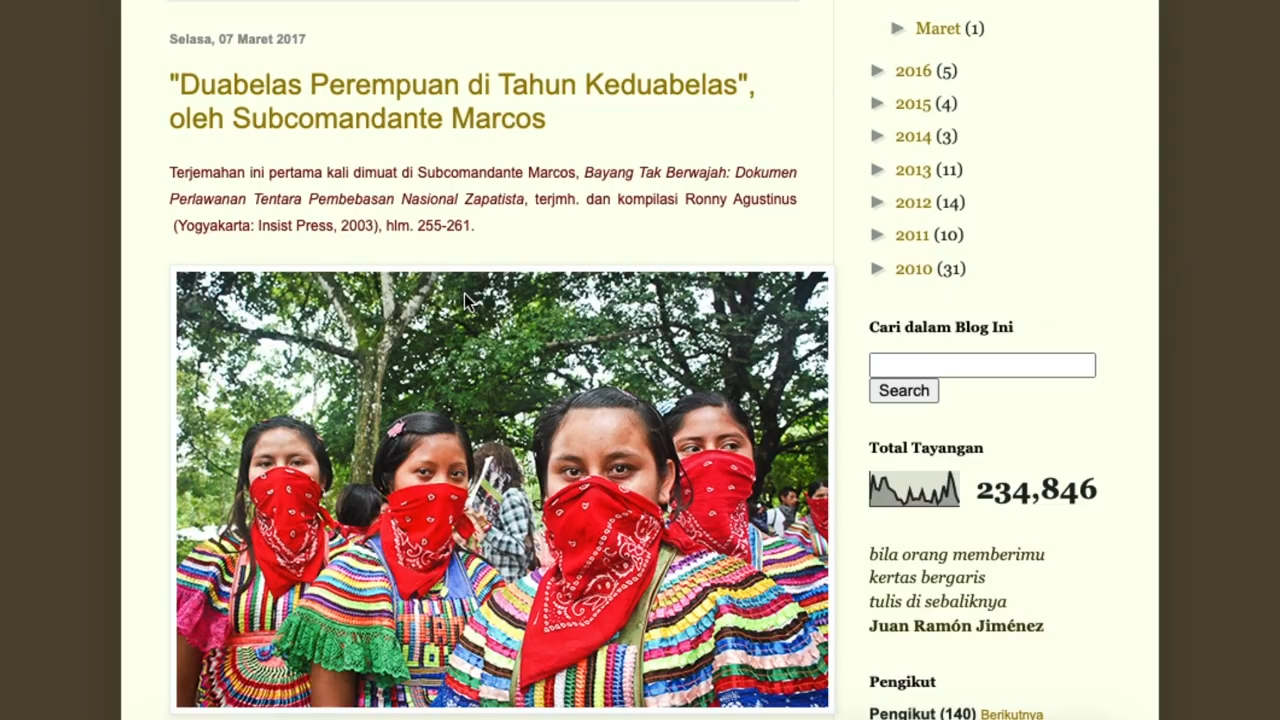 Selasa, 07 Maret 2017
"Duabelas Perempuan di Tahun Keduabelas",
oleh Subcomandante Marcos
Terjemahan ini pertama kali dimuat di Subcomandante Marcos, Bayang Tak Berwajah: Dokumen
Perlawanan Tentara Pembebasan Nasional Zapatista, terjmh. dan kompilasi Ronny Agustinus
(Yogyakarta: Insist Press, 2003), hlm. 255-261.
► Maret (1)
► 2016 (5)
► 2015 (4)
► 2014 (3)
► 2013 (11)
► 2012 (14)
► 2011 (10)
► 2010 (31)
Cari dalam Blog Ini
Search
Total Tayangan
234,846
bila orang memberimu
kertas bergaris
tulis di sebaliknya
Juan Ramón Jiménez
Pengikut
Pengikut (140) Berikutnya